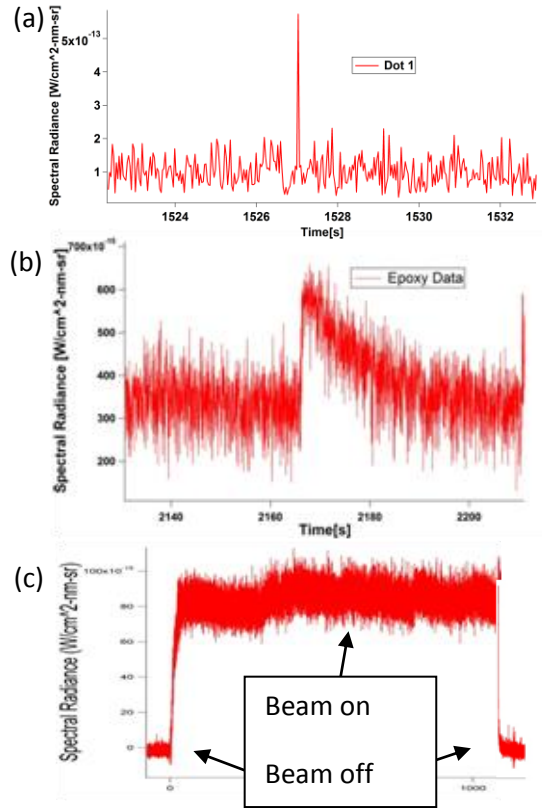 (a)
Spectral Radiance [W/cm^2-nm-sr]
5x10^-13
4
3
2
1
Dot 1
1524
1526
1528
1530
1532
Time[s]
(b)
Spectral Radiance [W/cm^2-nm-sr]
600
500
400
300
200
Epoxy Data
2140
2160
2180
2200
Time[s]
(c)
Spectral Radiance (W/cm^2-nm-sr)
80
60
40
20
0
Beam on
Beam off
0
1000